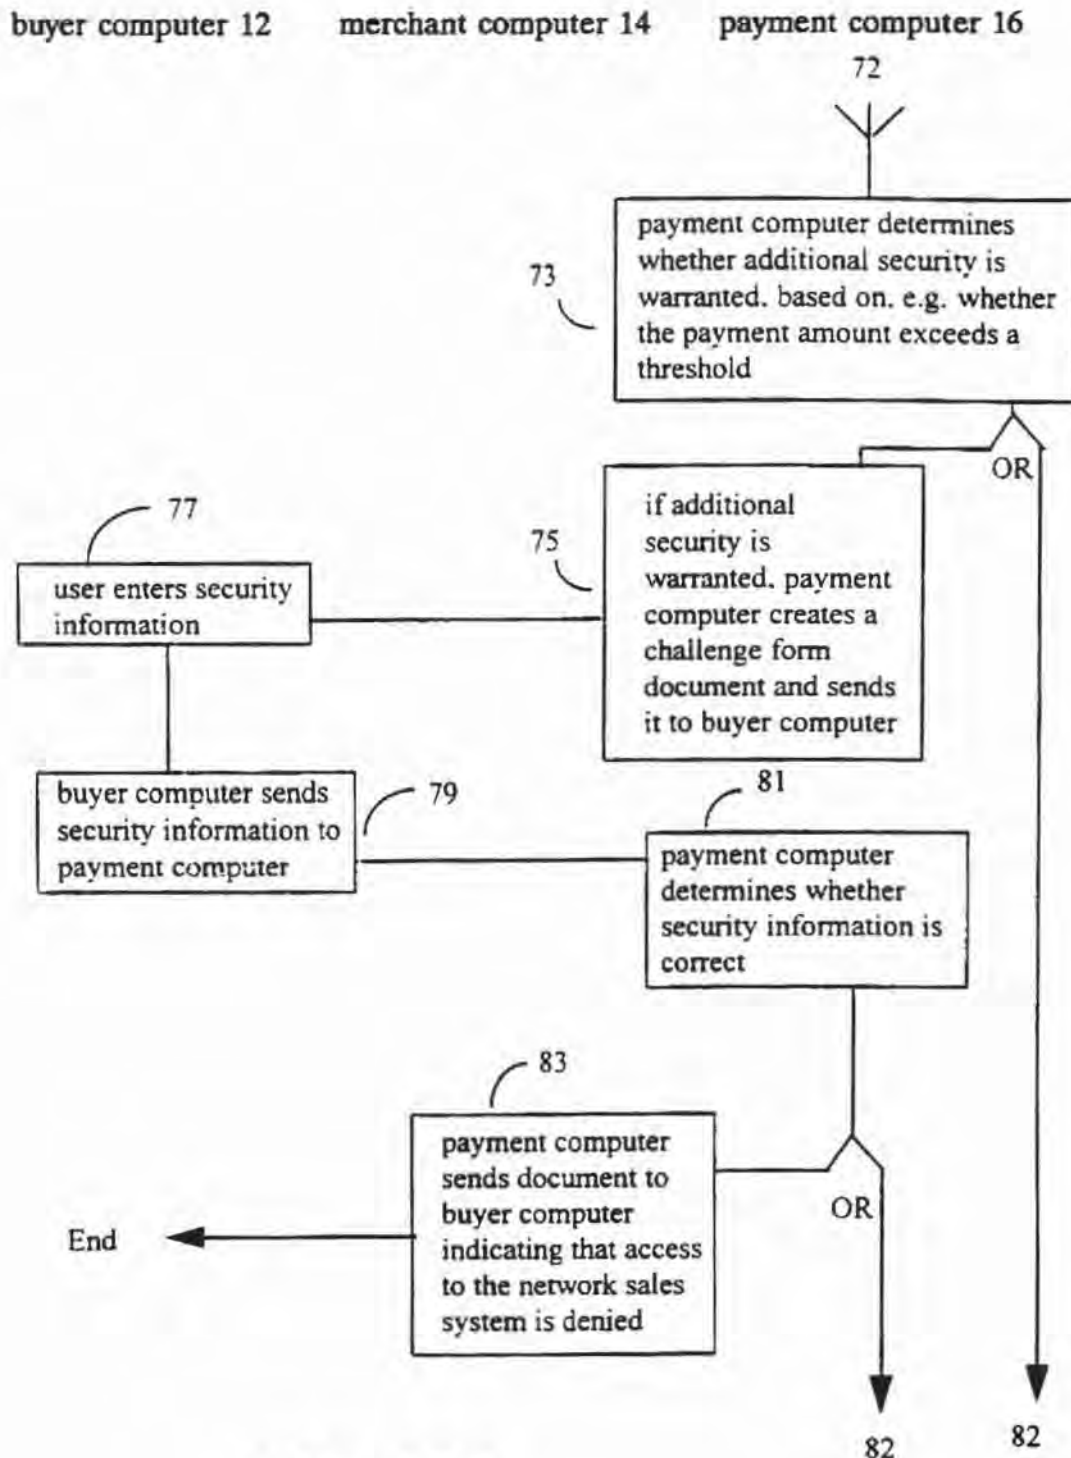 buyer computer 12 merchant computer 14 payment computer 16
72
payment computer determines
whether additional security is
warranted. based on. e.g. whether
the payment amount exceeds a
threshold
73
OR
if additional
security is
warranted. payment
computer creates a
challenge form
document and sends
it to buyer computer
75
77
user enters security
information
buyer computer sends
security information to
payment computer
79
81
payment computer
determines whether
security information is
correct
83
payment computer
sends document to
buyer computer
indicating that access
to the network sales
system is denied
OR
End
82
82